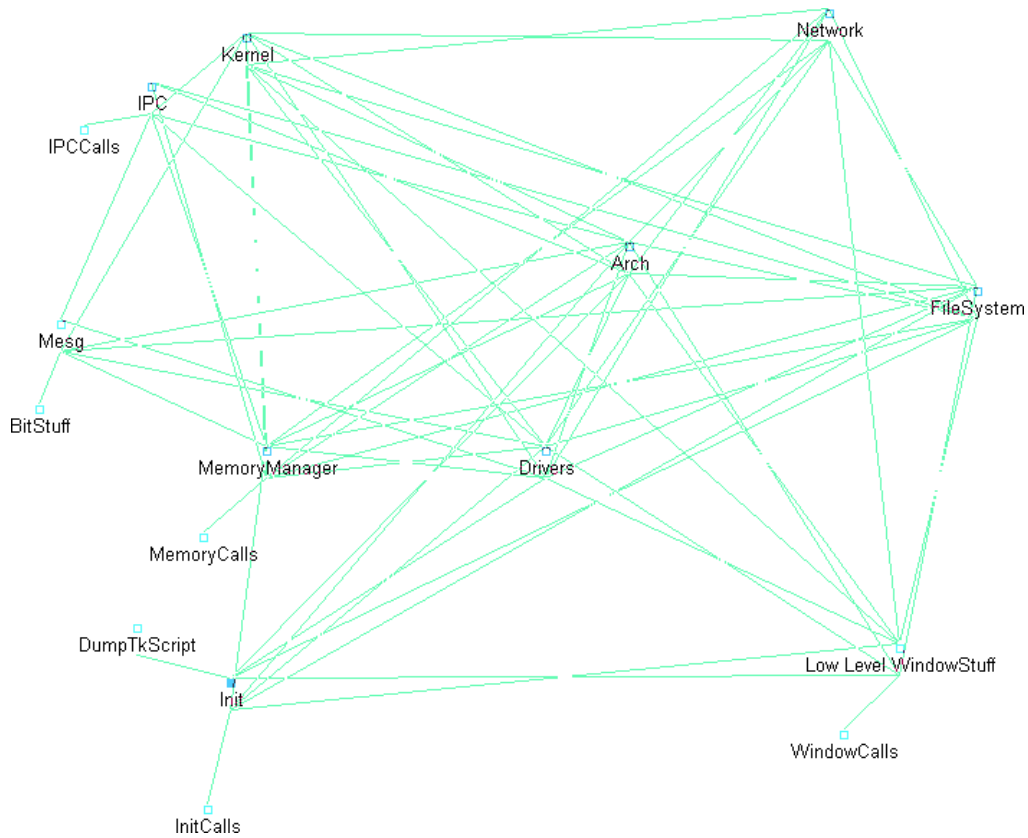 Network
Kernel
IPC
IPCCalls
Arch
FileSystem
Mesg
BitStuff
MemoryManager
Drivers
MemoryCalls
DumpTkScript
Low Level WindowStuff
Init
WindowCalls
InitCalls